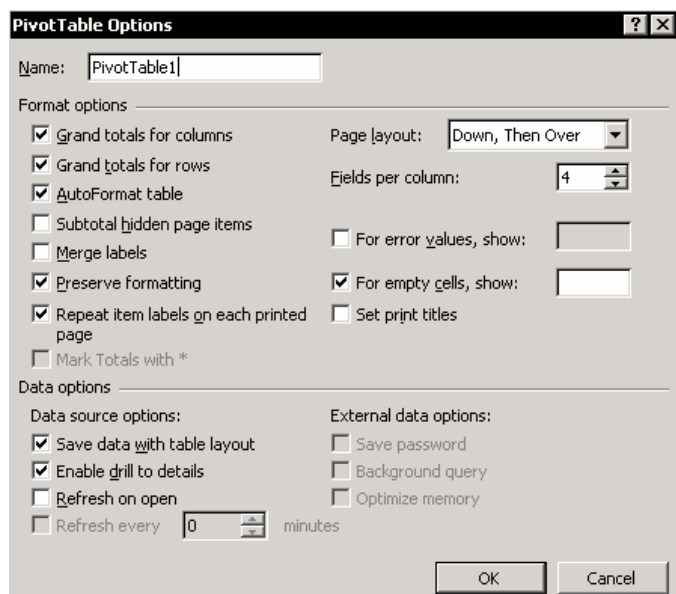 PivotTable Options
Name: PivotTable1
Format options
Grand totals for columns
Grand totals for rows
AutoFormat table
Subtotal hidden page items
Merge labels
Preserve formatting
Repeat item labels on each printed
page
Mark Totals with *
Page layout: Down, Then Over
Fields per column: 4
For error values, show:
For empty cells, show:
Set print titles
Data options
Data source options:
Save data with table layout
Enable drill to details
Refresh on open
Refresh every 0 minutes
External data options:
Save password
Background query
Optimize memory
OK Cancel